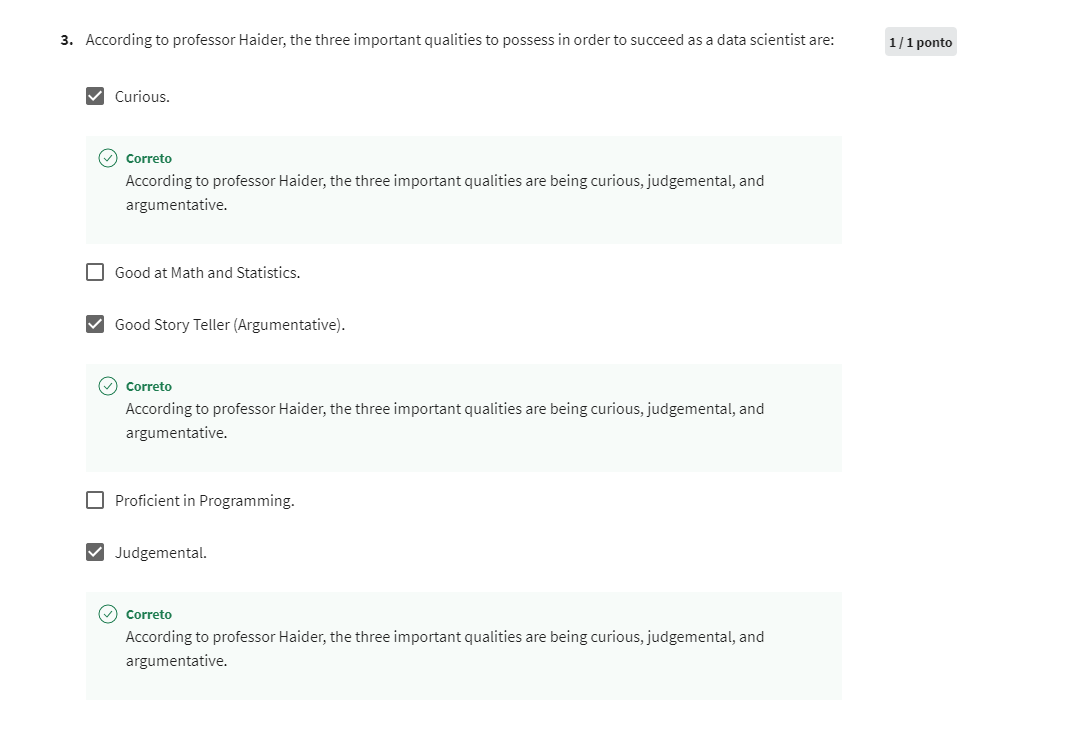 3. According to professor Haider, the three important qualities to possess in order to succeed as a data scientist are:
1 / 1 ponto
Curious.
Correto
According to professor Haider, the three important qualities are being curious, judgemental, and
argumentative.
Good at Math and Statistics.
Good Story Teller (Argumentative).
Correto
According to professor Haider, the three important qualities are being curious, judgemental, and
argumentative.
Proficient in Programming.
Judgemental.
Correto
According to professor Haider, the three important qualities are being curious, judgemental, and
argumentative.